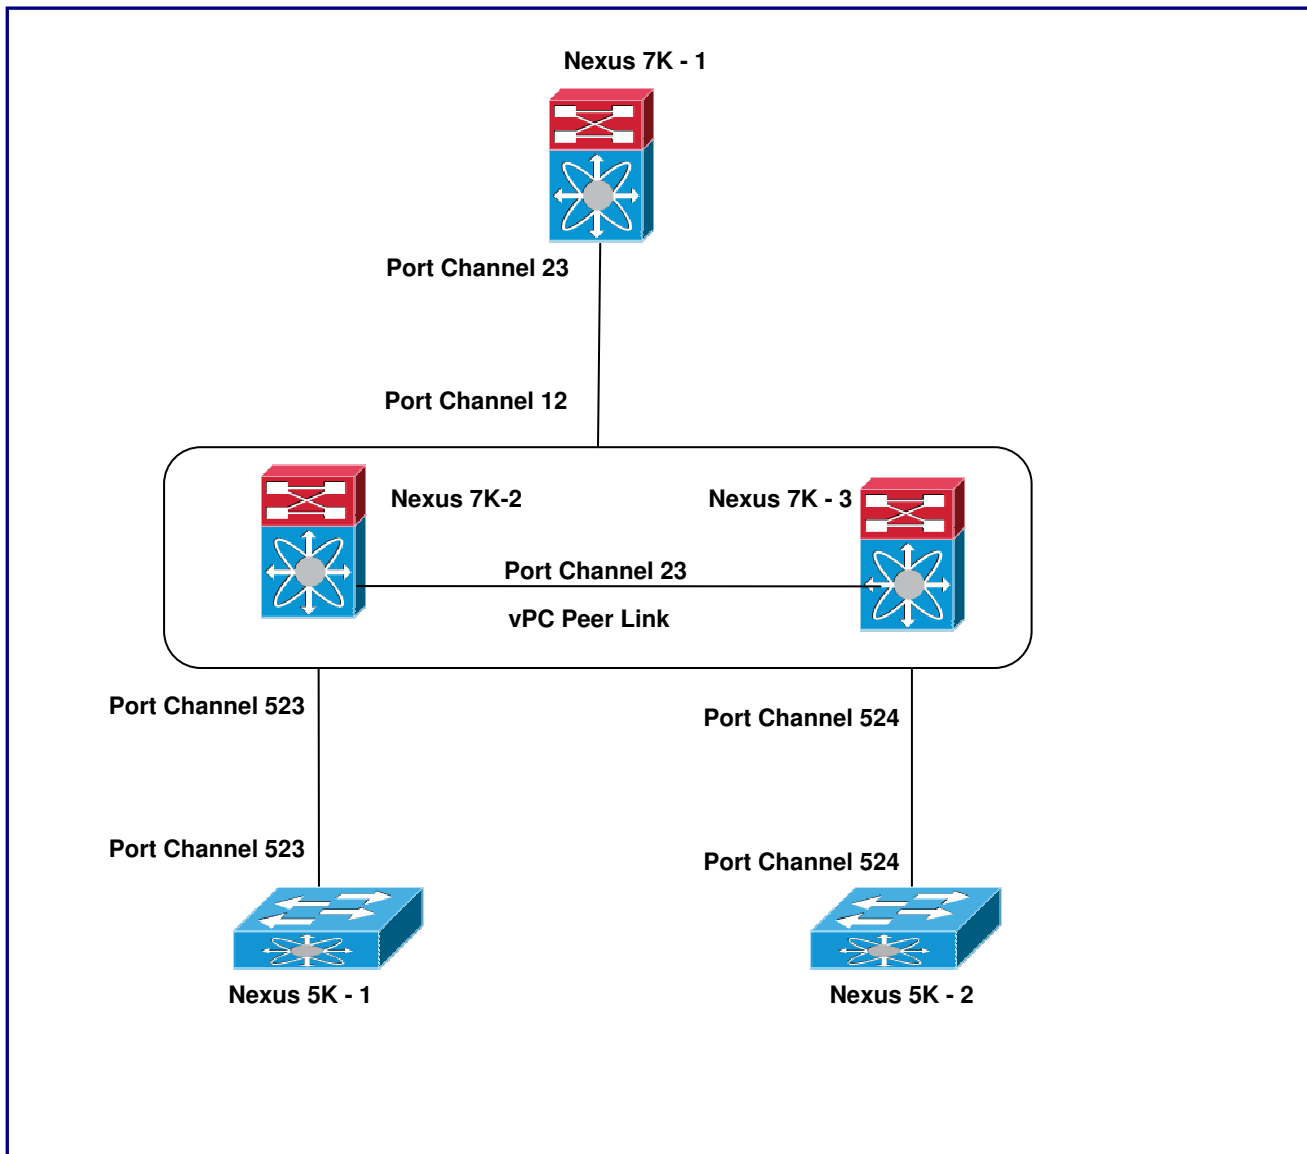 Nexus 7K - 1
Port Channel 23
Port Channel 12
Nexus 7K-2
Nexus 7K - 3
Port Channel 23
vPC Peer Link
Port Channel 523
Port Channel 524
Port Channel 523
Port Channel 524
Nexus 5K - 1
Nexus 5K - 2